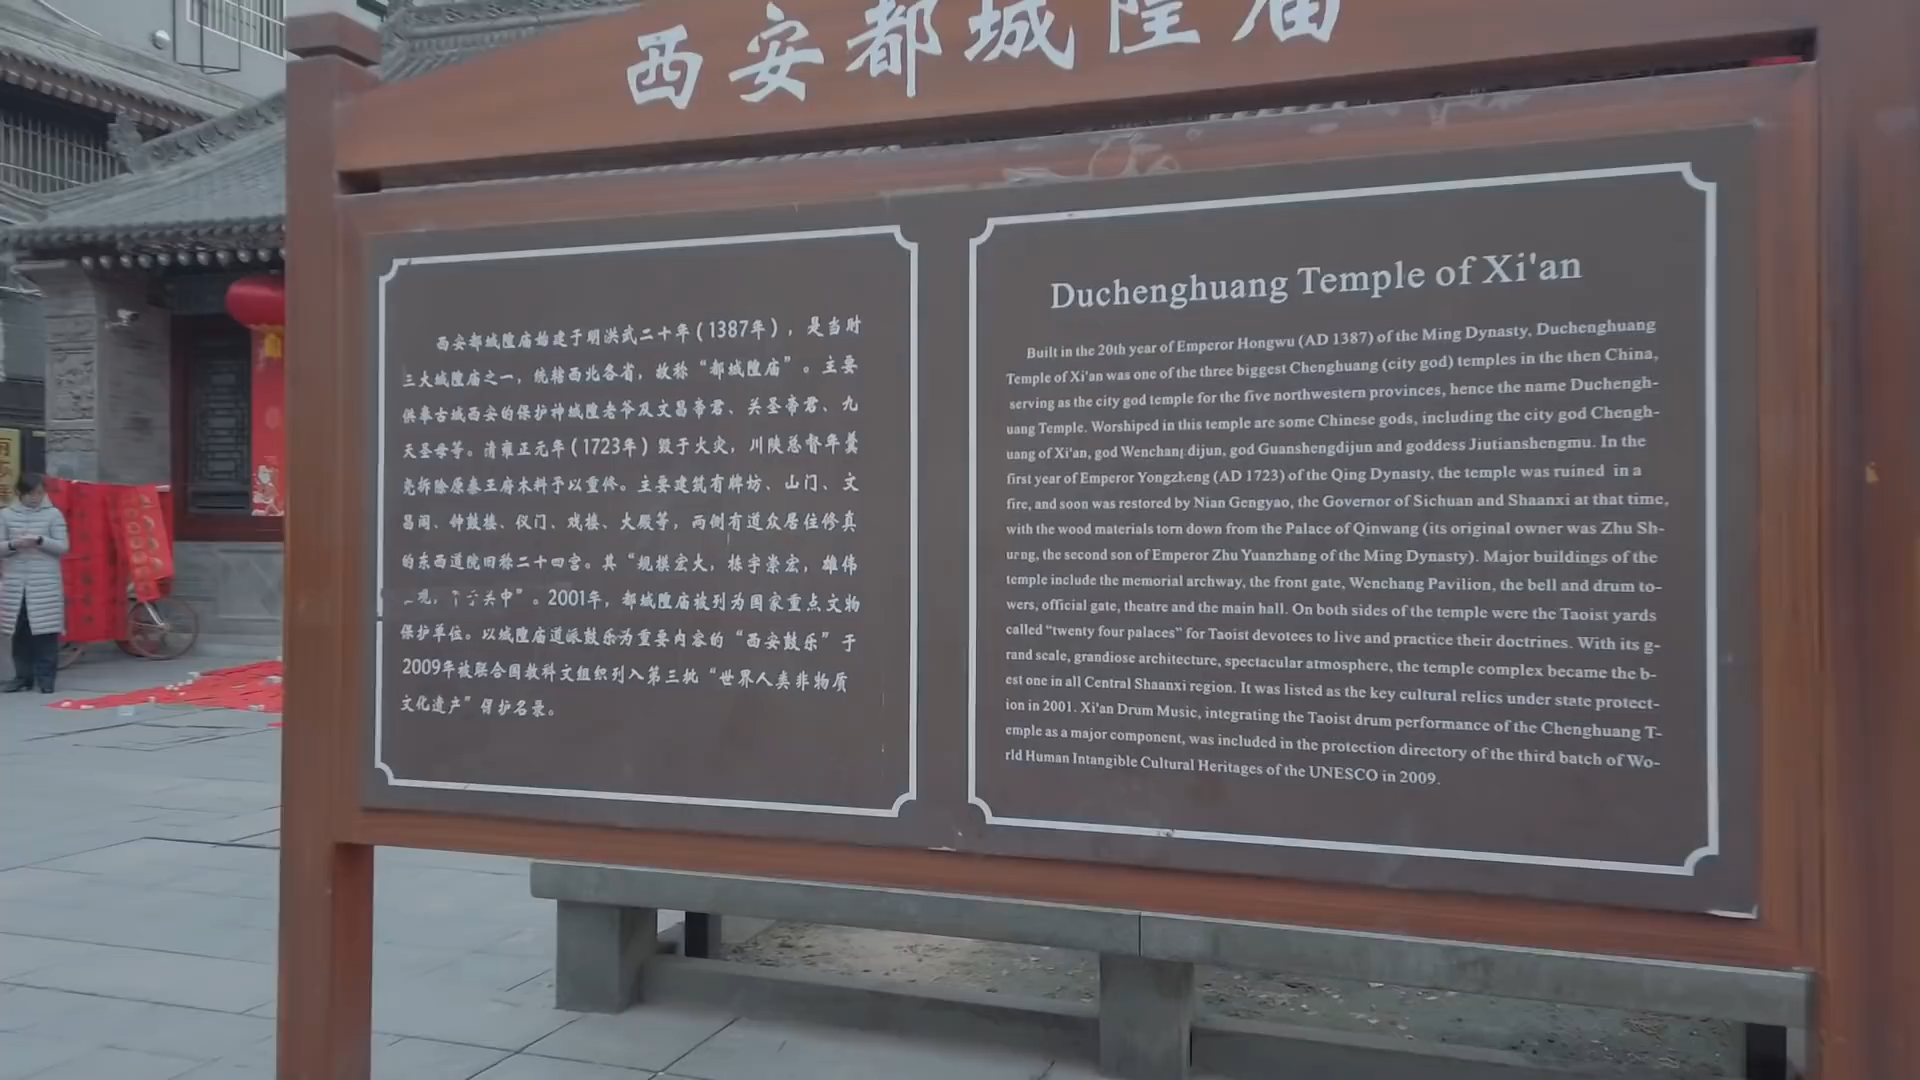 西安都城隍庙
西安都城隍庙始建于明洪武二十年(1387年)，是当时
三大城隍庙之一，统辖西北各省，故称“都城隍庙”。主要
供奉古城西安的保护神城隍老爷及文昌帝君、关圣帝君、九
天圣母等。清雍正元年(1723年)毁于大灾，川陕总督年羹
尧拆除原秦王府木料予以重修。主要建筑有牌坊、山门、文
昌阁、钟鼓楼、仪门、戏楼、大殿等，两侧有道众居住修真
的东西道院旧称二十四宫。其“规模宏大，栋宇崇宏，雄伟
观，关中”。2001年，都城隍庙被列为国家重点文物
保护单位。以城隍庙道派鼓乐为重要内容的“西安鼓乐”于
2009年被联合国教科文组织列入第三批“世界人类非物质
文化遗产”保护名录。
Duchenghuang Temple of Xi'an
Built in the 20th year of Emperor Hongwu (AD 1387) of the Ming Dynasty, Duchenghuang
Temple of Xi'an was one of the three biggest Chenghuang (city god) temples in the then China,
serving as the city god temple for the five northwestern provinces, hence the name Duchengh-
uang Temple. Worshiped in this temple are some Chinese gods, including the city god Chengh-
uang of Xi'an, god Wenchang dijun, god Guanshengdijun and goddess Jiutianshengmu. In the
first year of Emperor Yongzheng (AD 1723) of the Qing Dynasty, the temple was ruined in a
fire, and soon was restored by Nian Gengyao, the Governor of Sichuan and Shaanxi at that time,
with the wood materials torn down from the Palace of Qinwang (its original owner was Zhu Sh-
uang, the second son of Emperor Zhu Yuanzhang of the Ming Dynasty). Major buildings of the
temple include the memorial archway, the front gate, Wenchang Pavilion, the bell and drum to-
wers, official gate, theatre and the main hall. On both sides of the temple were the Taoist yards
called "twenty four palaces" for Taoist devotees to live and practice their doctrines. With its g-
rand scale, grandiose architecture, spectacular atmosphere, the temple complex became the b-
est one in all Central Shaanxi region. It was listed as the key cultural relics under state protect-
ion in 2001. Xi'an Drum Music, integrating the Taoist drum performance of the Chenghuang T-
emple as a major component, was included in the protection directory of the third batch of Wo-
rld Human Intangible Cultural Heritages of the UNESCO in 2009.